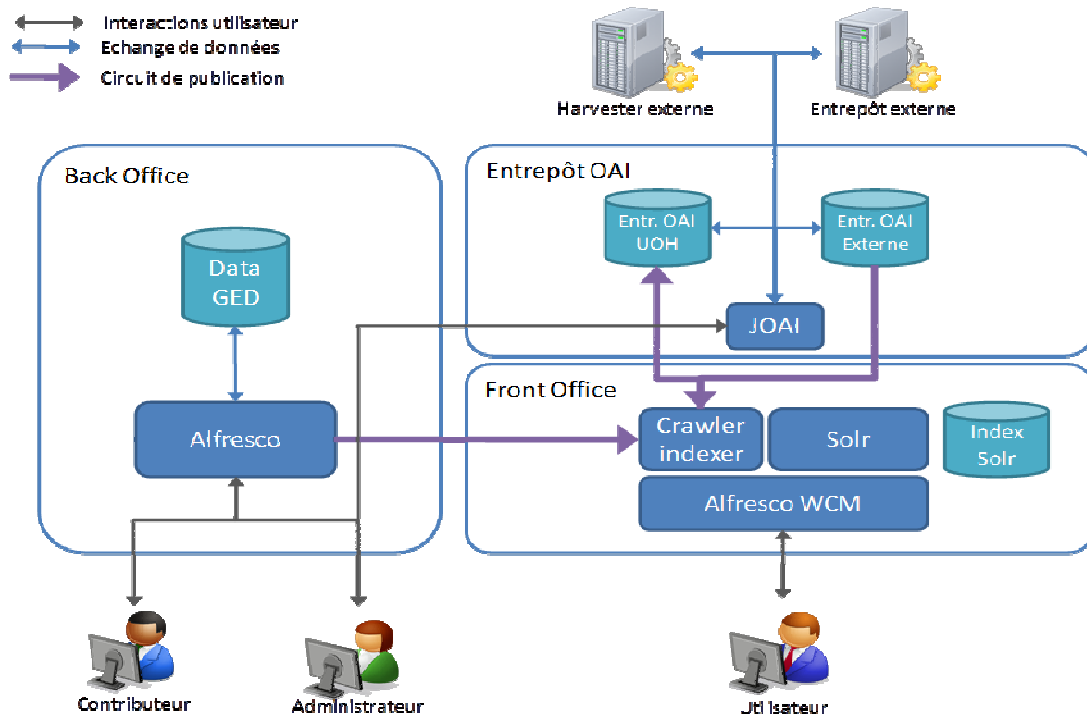 Interactions utilisateur
Echange de données
Circuit de publication
Harvester externe
Entrepôt externe
Back Office
Entrepôt OAI
Entr. OAI
UOH
Entr. OAI
Externe
Data
GED
JOAI
Front Office
Alfresco
Crawler
indexer
Solr
Index
Solr
Alfresco WCM
Contributeur
Administrateur
Utilisateur